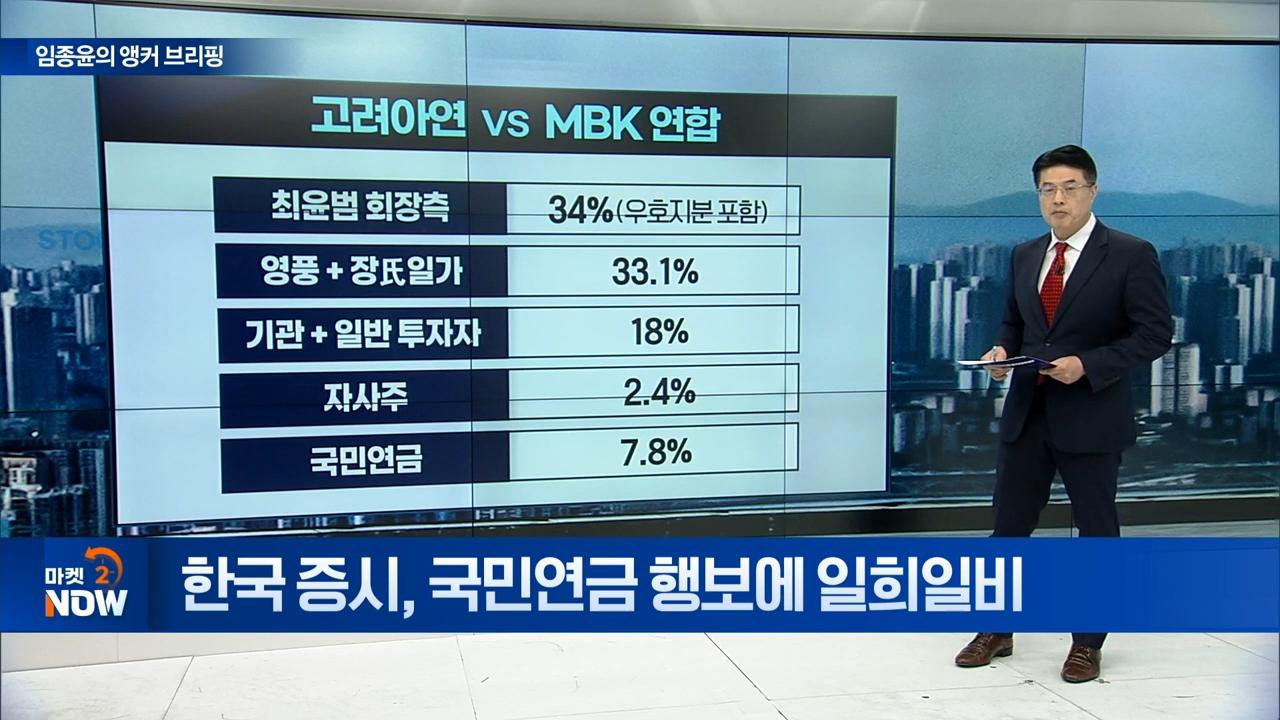 임종윤의 앵커 브리핑
고려아연 vs MBK 연합
최윤범 회장측 34%(우호지분 포함)
영풍 + 장氏일가 33.1%
기관 + 일반 투자자 18%
자사주 2.4%
국민연금 7.8%
STO
마켓 2
NOW
한국 증시, 국민연금 행보에 일희일비